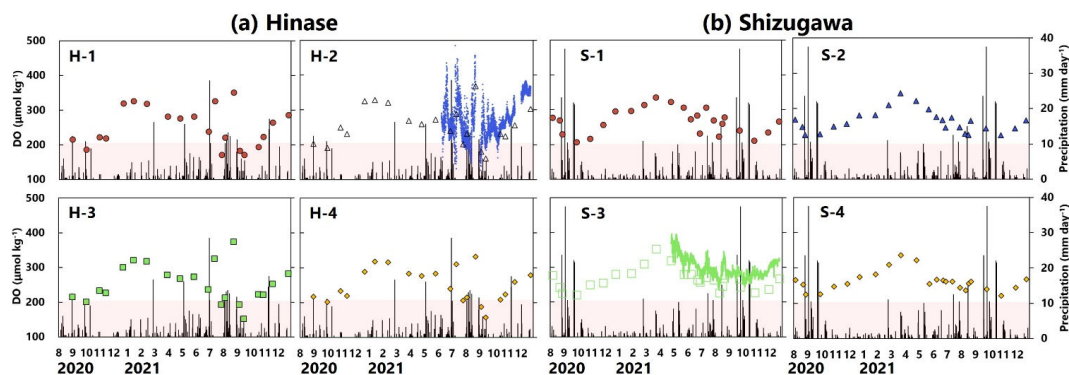 (a) Hinase (b) Shizugawa
500 H-1 H-2 S-1 S-2 40
400 30
DO (μmol kg⁻¹) 300 20 Precipitation (mm day⁻¹)
200 10
100 0
500 H-3 H-4 S-3 S-4 40
400 30
DO (μmol kg⁻¹) 300 20 Precipitation (mm day⁻¹)
200 10
100 0
8 9 10 11 12 1 2 3 4 5 6 7 8 9 10 11 12 8 9 10 11 12 1 2 3 4 5 6 7 8 9 10 11 12 8 9 10 11 12 1 2 3 4 5 6 7 8 9 10 11 12 8 9 10 11 12 1 2 3 4 5 6 7 8 9 10 11 12
2020 2021 2020 2021 2020 2021 2020 2021